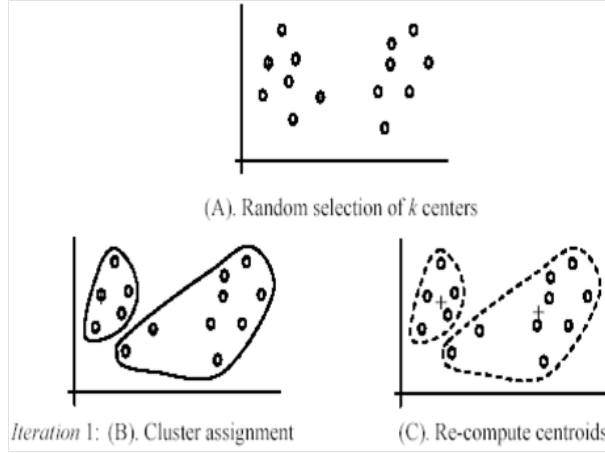 (A). Random selection of k centers
Iteration 1: (B). Cluster assignment
(C). Re-compute centroids